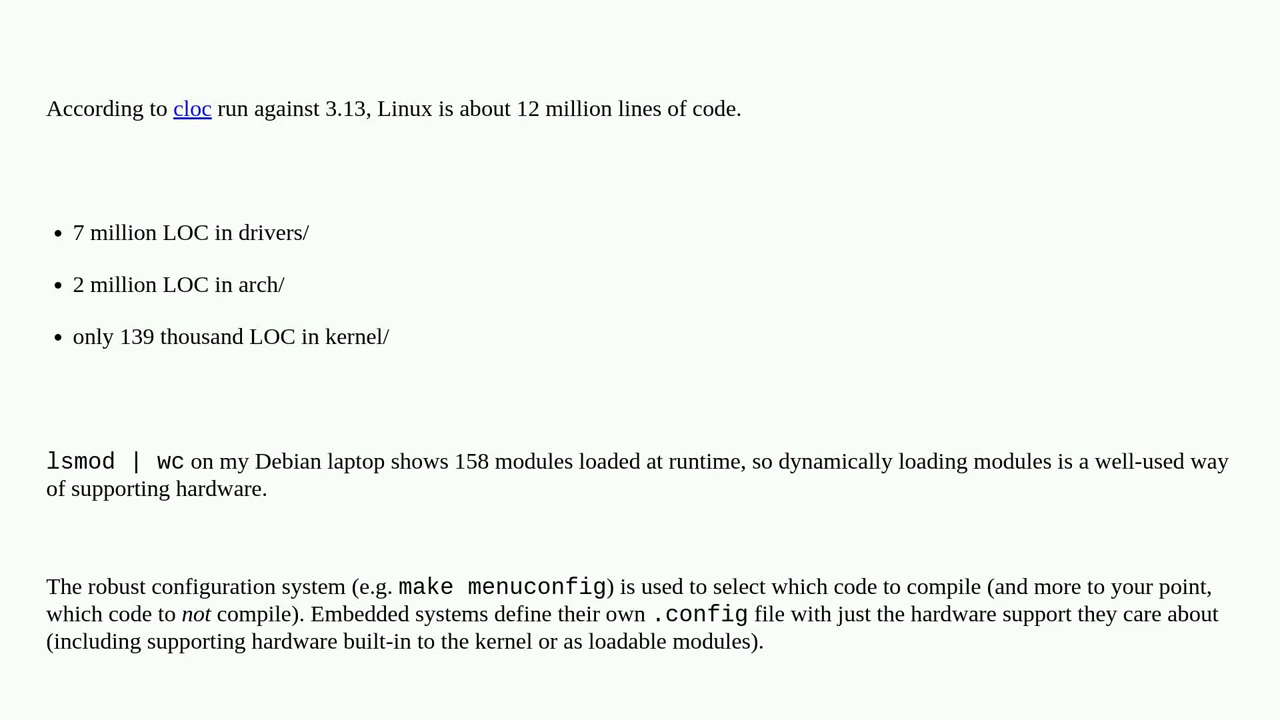 According to cloc run against 3.13, Linux is about 12 million lines of code.
• 7 million LOC in drivers/
• 2 million LOC in arch/
• only 139 thousand LOC in kernel/
lsmod | wc on my Debian laptop shows 158 modules loaded at runtime, so dynamically loading modules is a well-used way
of supporting hardware.
The robust configuration system (e.g. make menuconfig) is used to select which code to compile (and more to your point,
which code to not compile). Embedded systems define their own .config file with just the hardware support they care about
(including supporting hardware built-in to the kernel or as loadable modules).